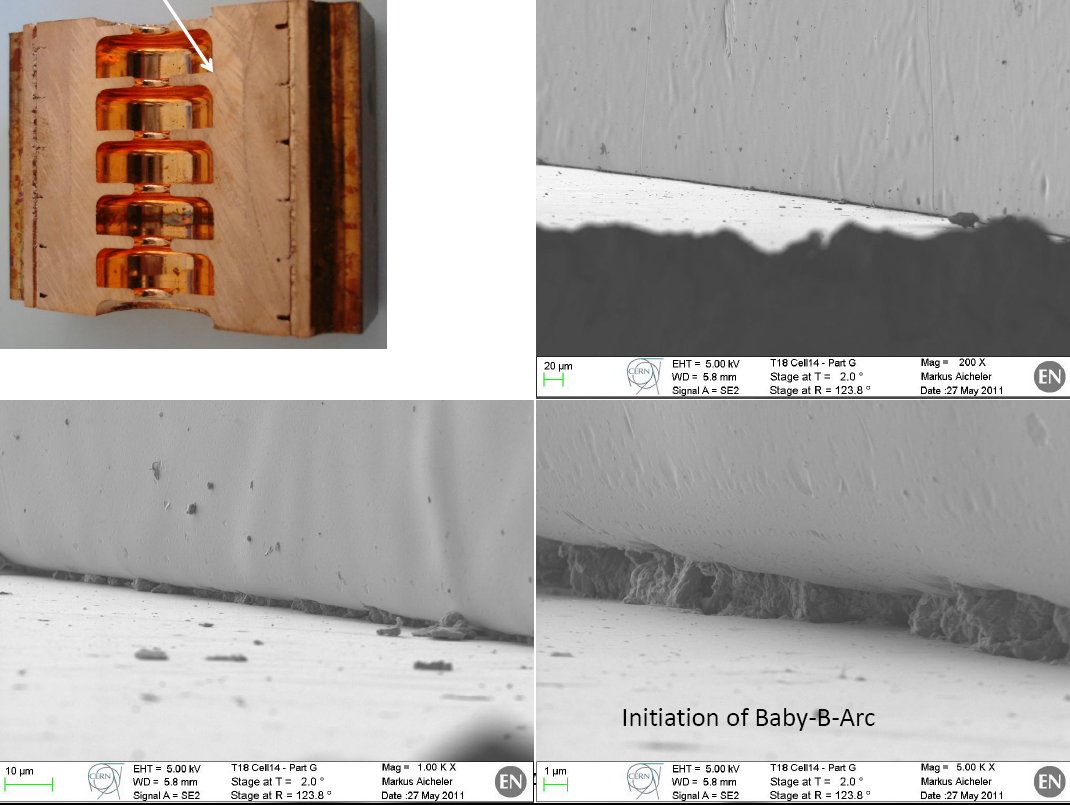 20 µm
CERN
EHT = 5.00 kV
WD = 5.8 mm
Signal A = SE2
T18 Cell14 - Part G
Stage at T = 2.0 °
Stage at R = 123.8 °
Mag = 200 X
Markus Aicheler
Date :27 May 2011
EN
Initiation of Baby-B-Arc
10 µm
CERN
EHT = 5.00 kV
WD = 5.8 mm
Signal A = SE2
T18 Cell14 - Part G
Stage at T = 2.0 °
Stage at R = 123.8 °
Mag = 1.00 K X
Markus Aicheler
Date :27 May 2011
EN
1 µm
CERN
EHT = 5.00 kV
WD = 5.8 mm
Signal A = SE2
T18 Cell14 - Part G
Stage at T = 2.0 °
Stage at R = 123.8 °
Mag = 5.00 K X
Markus Aicheler
Date :27 May 2011
EN